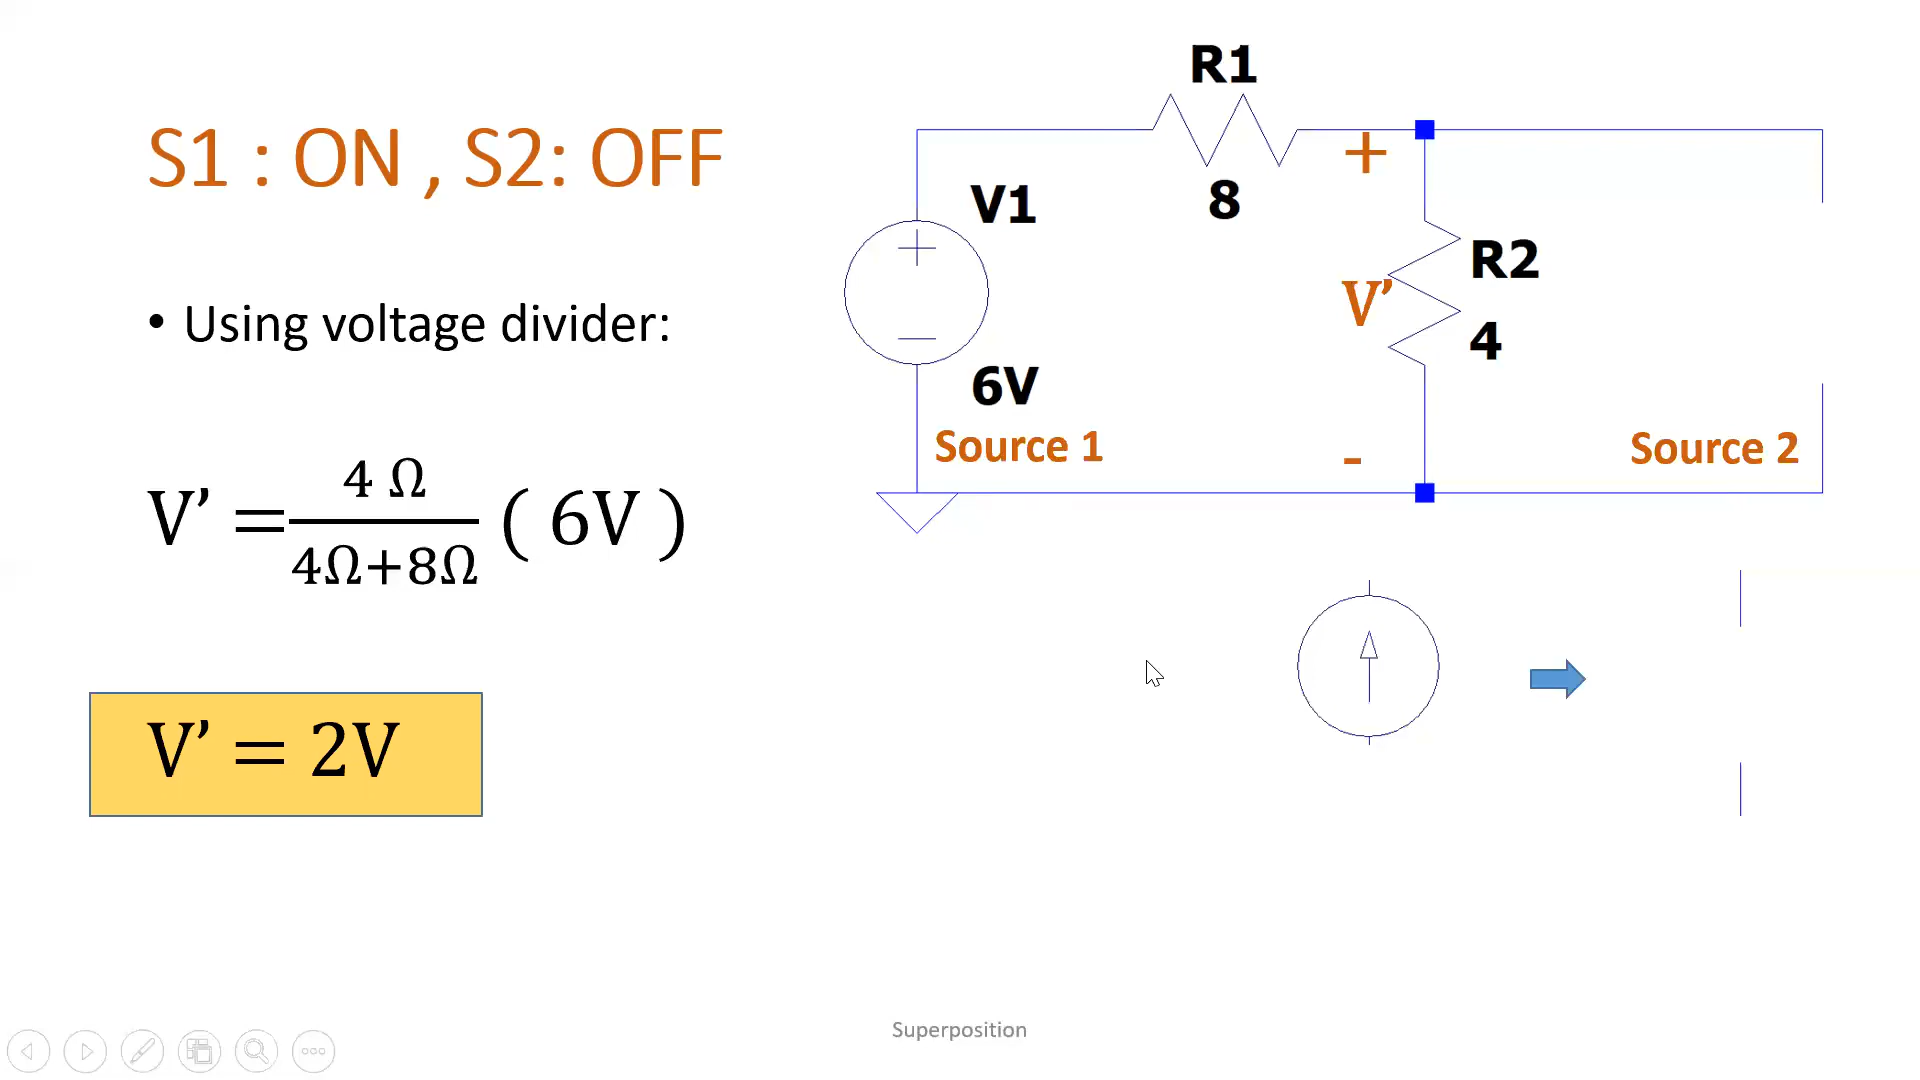 S1 : ON , S2: OFF
• Using voltage divider:
V’ = 4 Ω / 4Ω+8Ω ( 6V )
V’ = 2V
R1
8
V1
+
−
6V
Source 1
+
V’
-
R2
4
Source 2
Superposition